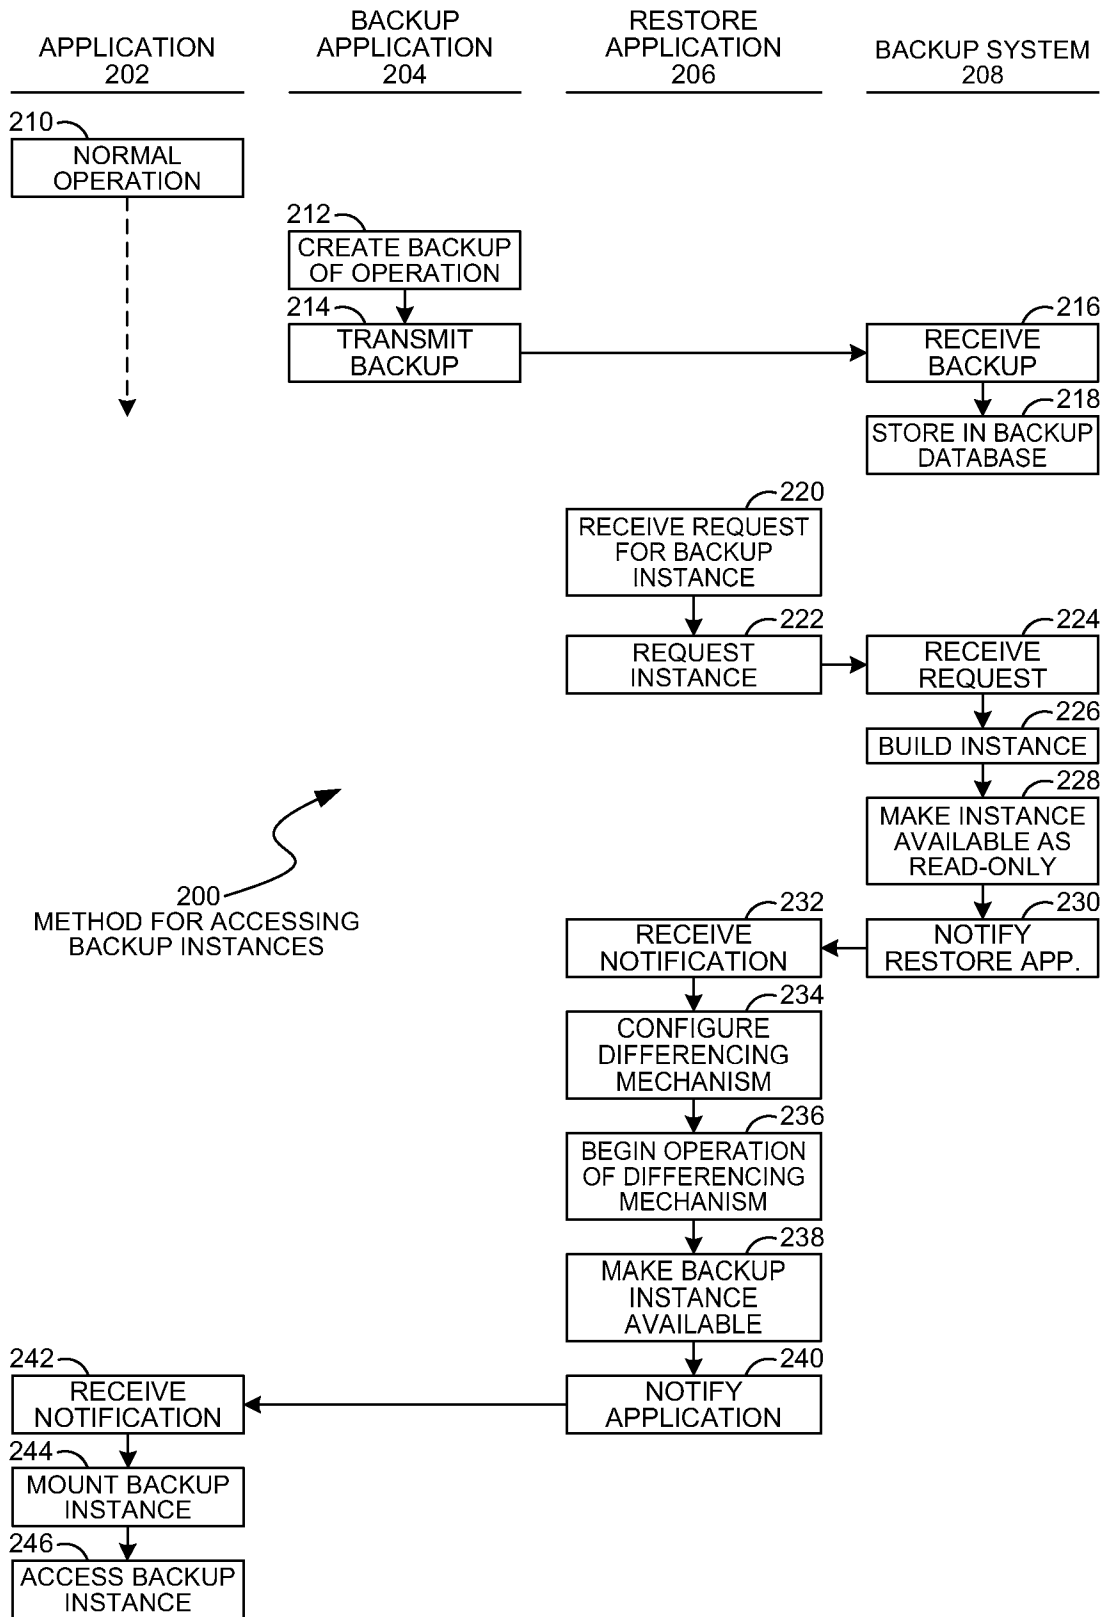 APPLICATION
202
BACKUP
APPLICATION
204
RESTORE
APPLICATION
206
BACKUP SYSTEM
208
210
NORMAL
OPERATION
212
CREATE BACKUP
OF OPERATION
214
TRANSMIT
BACKUP
216
RECEIVE
BACKUP
218
STORE IN BACKUP
DATABASE
220
RECEIVE REQUEST
FOR BACKUP
INSTANCE
222
REQUEST
INSTANCE
224
RECEIVE
REQUEST
226
BUILD INSTANCE
228
MAKE INSTANCE
AVAILABLE AS
READ-ONLY
200
METHOD FOR ACCESSING
BACKUP INSTANCES
230
NOTIFY
RESTORE APP.
232
RECEIVE
NOTIFICATION
234
CONFIGURE
DIFFERENCING
MECHANISM
236
BEGIN OPERATION
OF DIFFERENCING
MECHANISM
238
MAKE BACKUP
INSTANCE
AVAILABLE
240
NOTIFY
APPLICATION
242
RECEIVE
NOTIFICATION
244
MOUNT BACKUP
INSTANCE
246
ACCESS BACKUP
INSTANCE